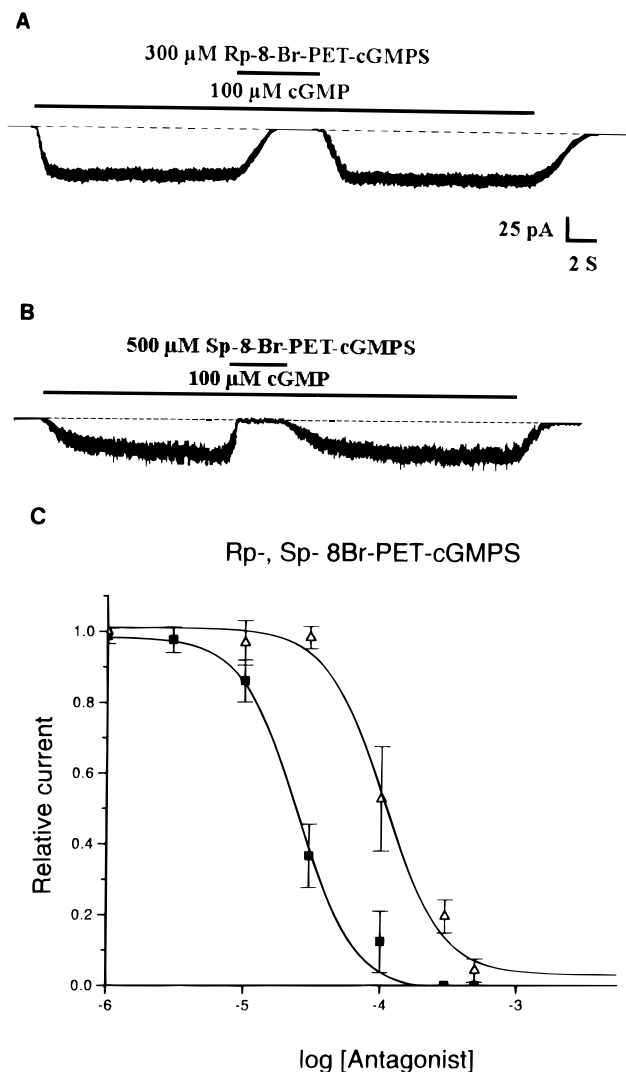 A
300 µM Rp-8-Br-PET-cGMPS
100 µM cGMP
25 pA
2 S
B
500 µM Sp-8-Br-PET-cGMPS
100 µM cGMP
C
Rp-, Sp- 8Br-PET-cGMPS
1.0
0.8
0.6
0.4
0.2
0.0
Relative current
-6
-5
-4
-3
log [Antagonist]